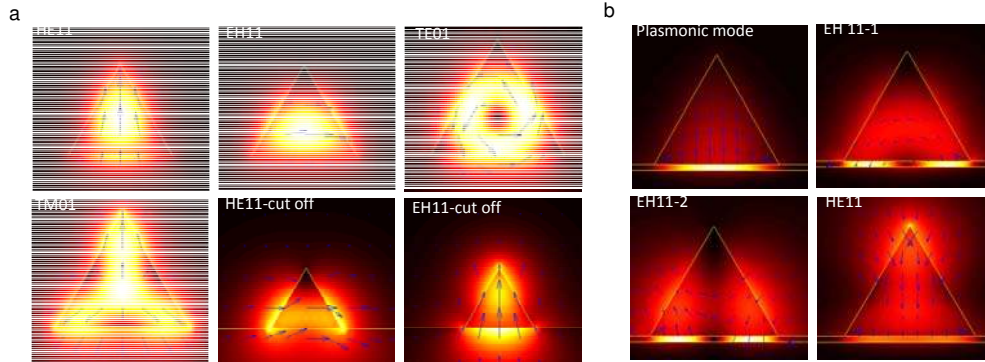 a
b
HE11
EH11
TE01
Plasmonic mode
EH 11-1
TM01
HE11-cut off
EH11-cut off
EH11-2
HE11